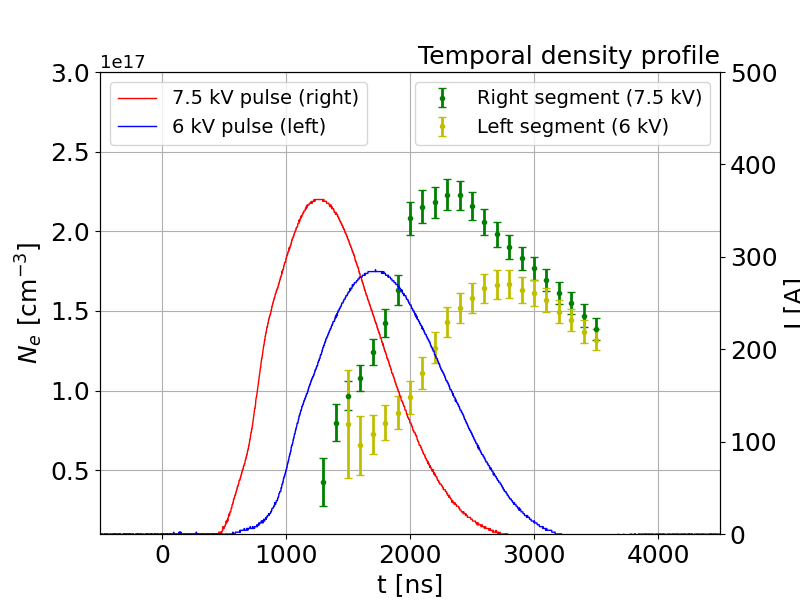 Temporal density profile
1e17
7.5 kV pulse (right)
6 kV pulse (left)
Right segment (7.5 kV)
Left segment (6 kV)
3.0
2.5
2.0
1.5
1.0
0.5
Nₑ [cm⁻³]
500
400
300
200
100
0
I [A]
0
1000
2000
3000
4000
t [ns]